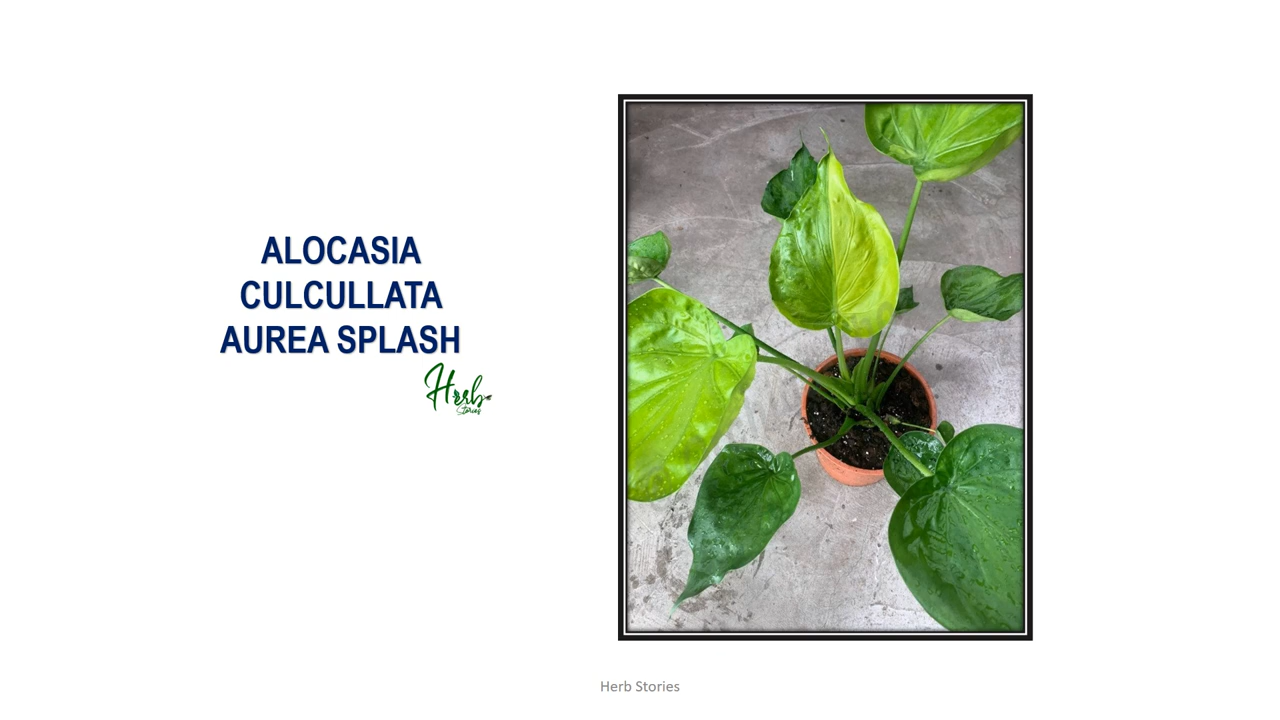 ALOCASIA
CULCULLATA
AUREA SPLASH
Herb
Stories
Herb Stories